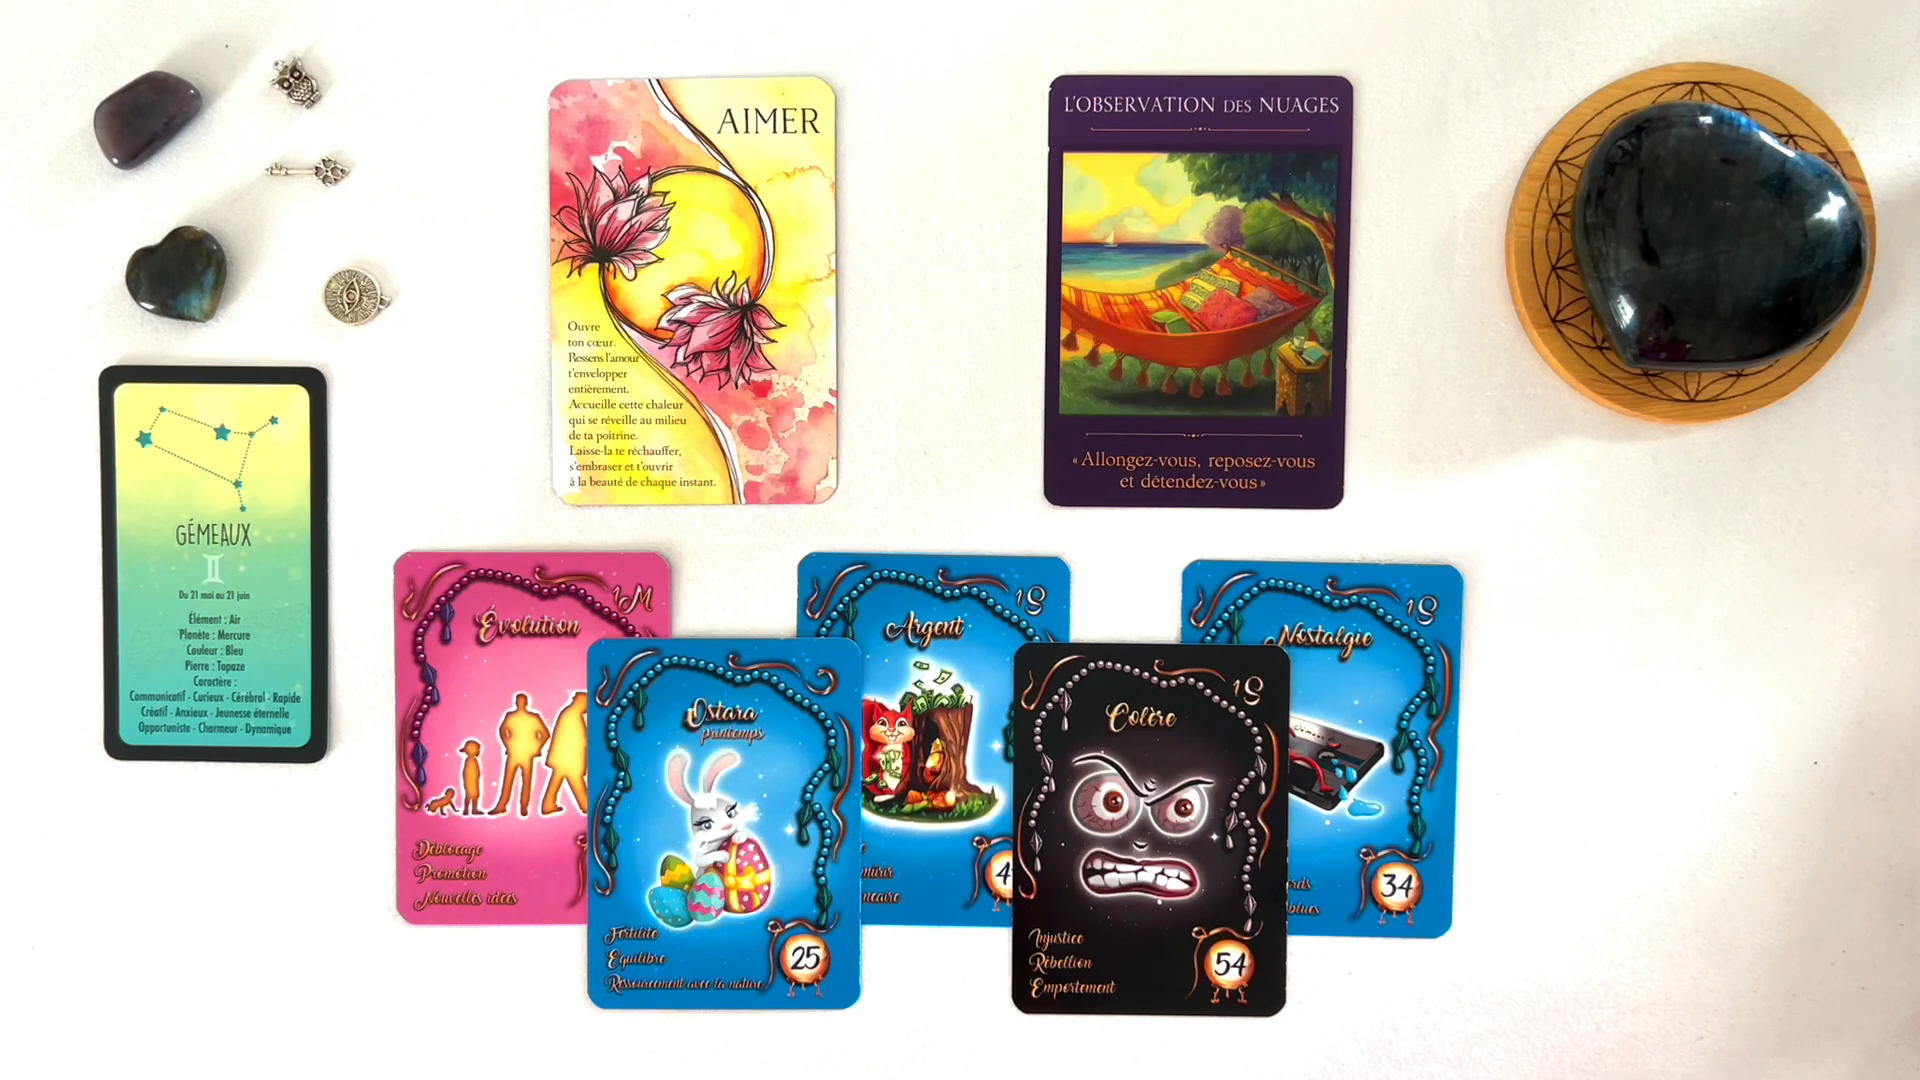 AIMER
Ouvre
ton cœur.
Ressens l'amour
t'envelopper
entièrement.
Accueille cette chaleur
qui se réveille au milieu
de ta poitrine.
Laisse-la te réchauffer,
s'embraser et t'ouvrir
à la beauté de chaque instant.
L'OBSERVATION DES NUAGES
« Allongez-vous, reposez-vous
et détendez-vous »
GÉMEAUX
Du 21 mai au 21 juin
Élément : Air
Planète : Mercure
Couleur : Bleu
Pierre : Topaze
Caractère :
Communicatif - Curieux - Cérébral - Rapide
Créatif - Anxieux - Jeunesse éternelle
Opportuniste - Charmeur - Dynamique
1M
Évolution
Déblocage
Promotion
Nouvelles idées
Ostara
printemps
Fertilité
Equilibre
Ressourcement avec la nature
25
1S
Argent
4
1S
Colère
Injustice
Rébellion
Emportement
54
1S
Nostalgie
34